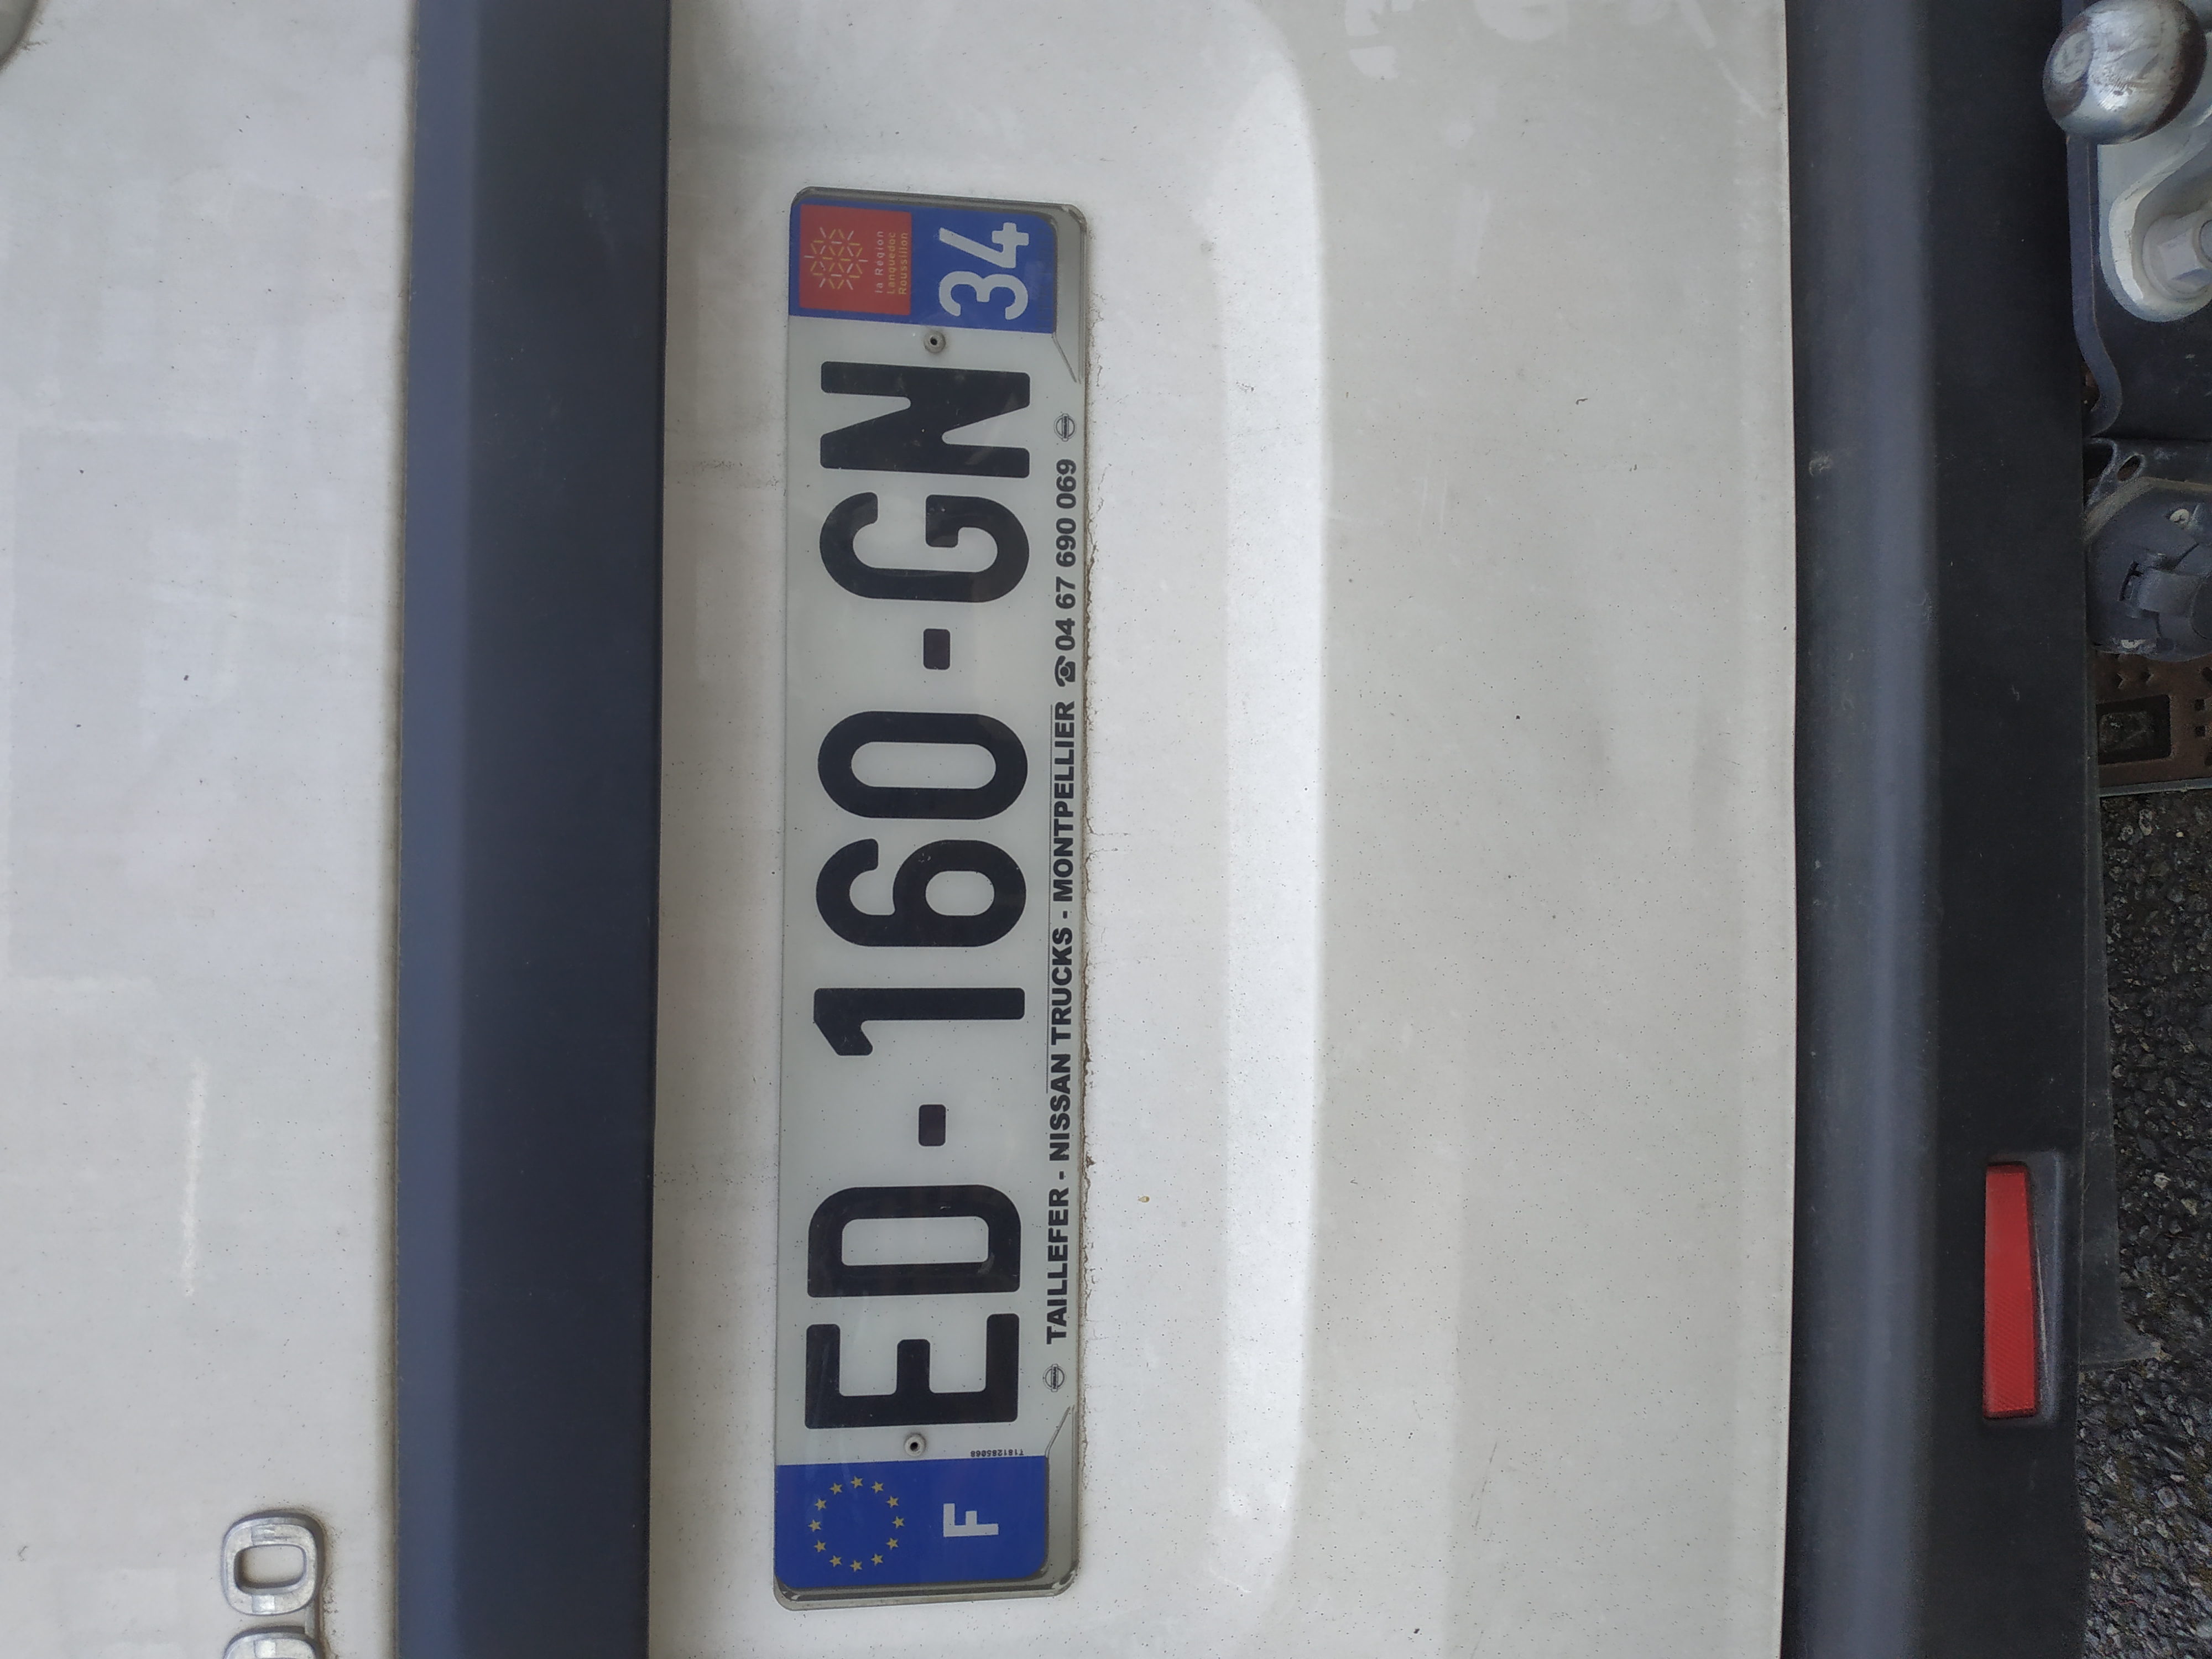 F
ED-160-GN
la Région
Languedoc
Roussillon
34
TAILLEFER - NISSAN TRUCKS - MONTPELLIER ☎ 04 67 690 069